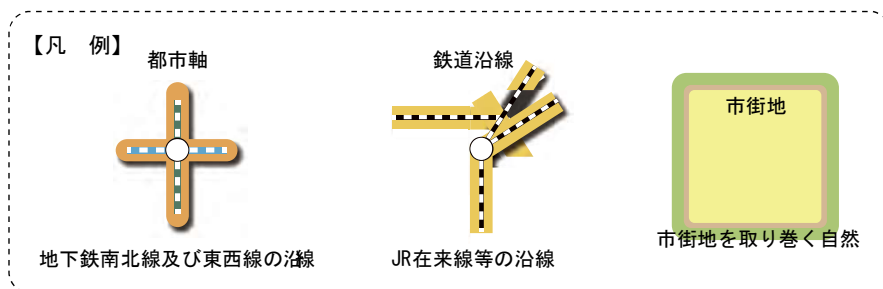 【凡　例】
都市軸
鉄道沿線
市街地
地下鉄南北線及び東西線の沿線
JR在来線等の沿線
市街地を取り巻く自然